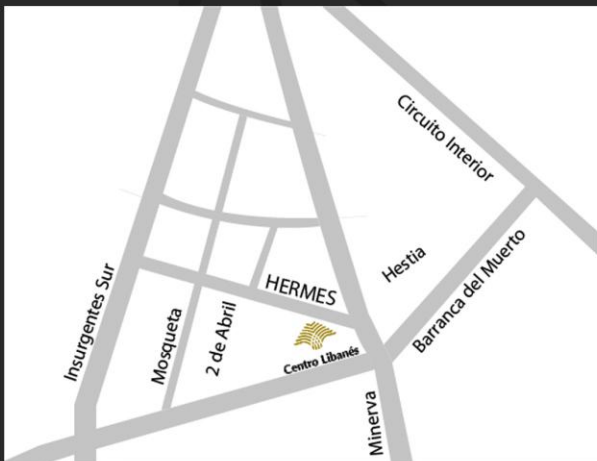 Circuito Interior
Hestia
Barranca del Muerto
Insurgentes Sur
HERMES
Mosqueta
2 de Abril
Centro Libanés
Minerva